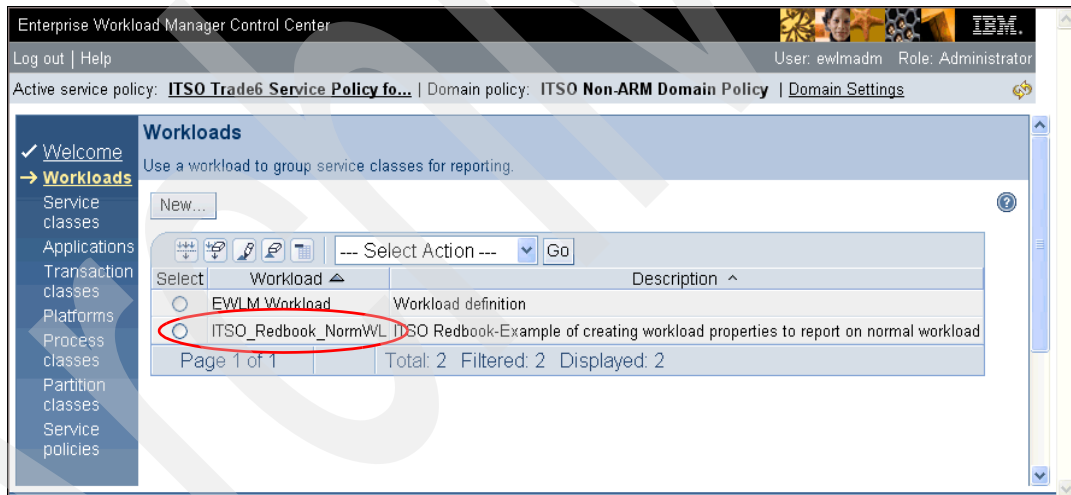 Enterprise Workload Manager Control Center IBM.
Log out | Help User: ewlmadm Role: Administrator
Active service policy: ITSO Trade6 Service Policy fo... | Domain policy: ITSO Non-ARM Domain Policy | Domain Settings
Workloads
Use a workload to group service classes for reporting.
Welcome
Workloads
Service
classes
Applications
Transaction
classes
Platforms
Process
classes
Partition
classes
Service
policies
New...
--- Select Action --- Go
Select Workload Description
EWLM Workload Workload definition
ITSO_Redbook_NormWL ITSO Redbook-Example of creating workload properties to report on normal workload
Page 1 of 1 Total: 2 Filtered: 2 Displayed: 2